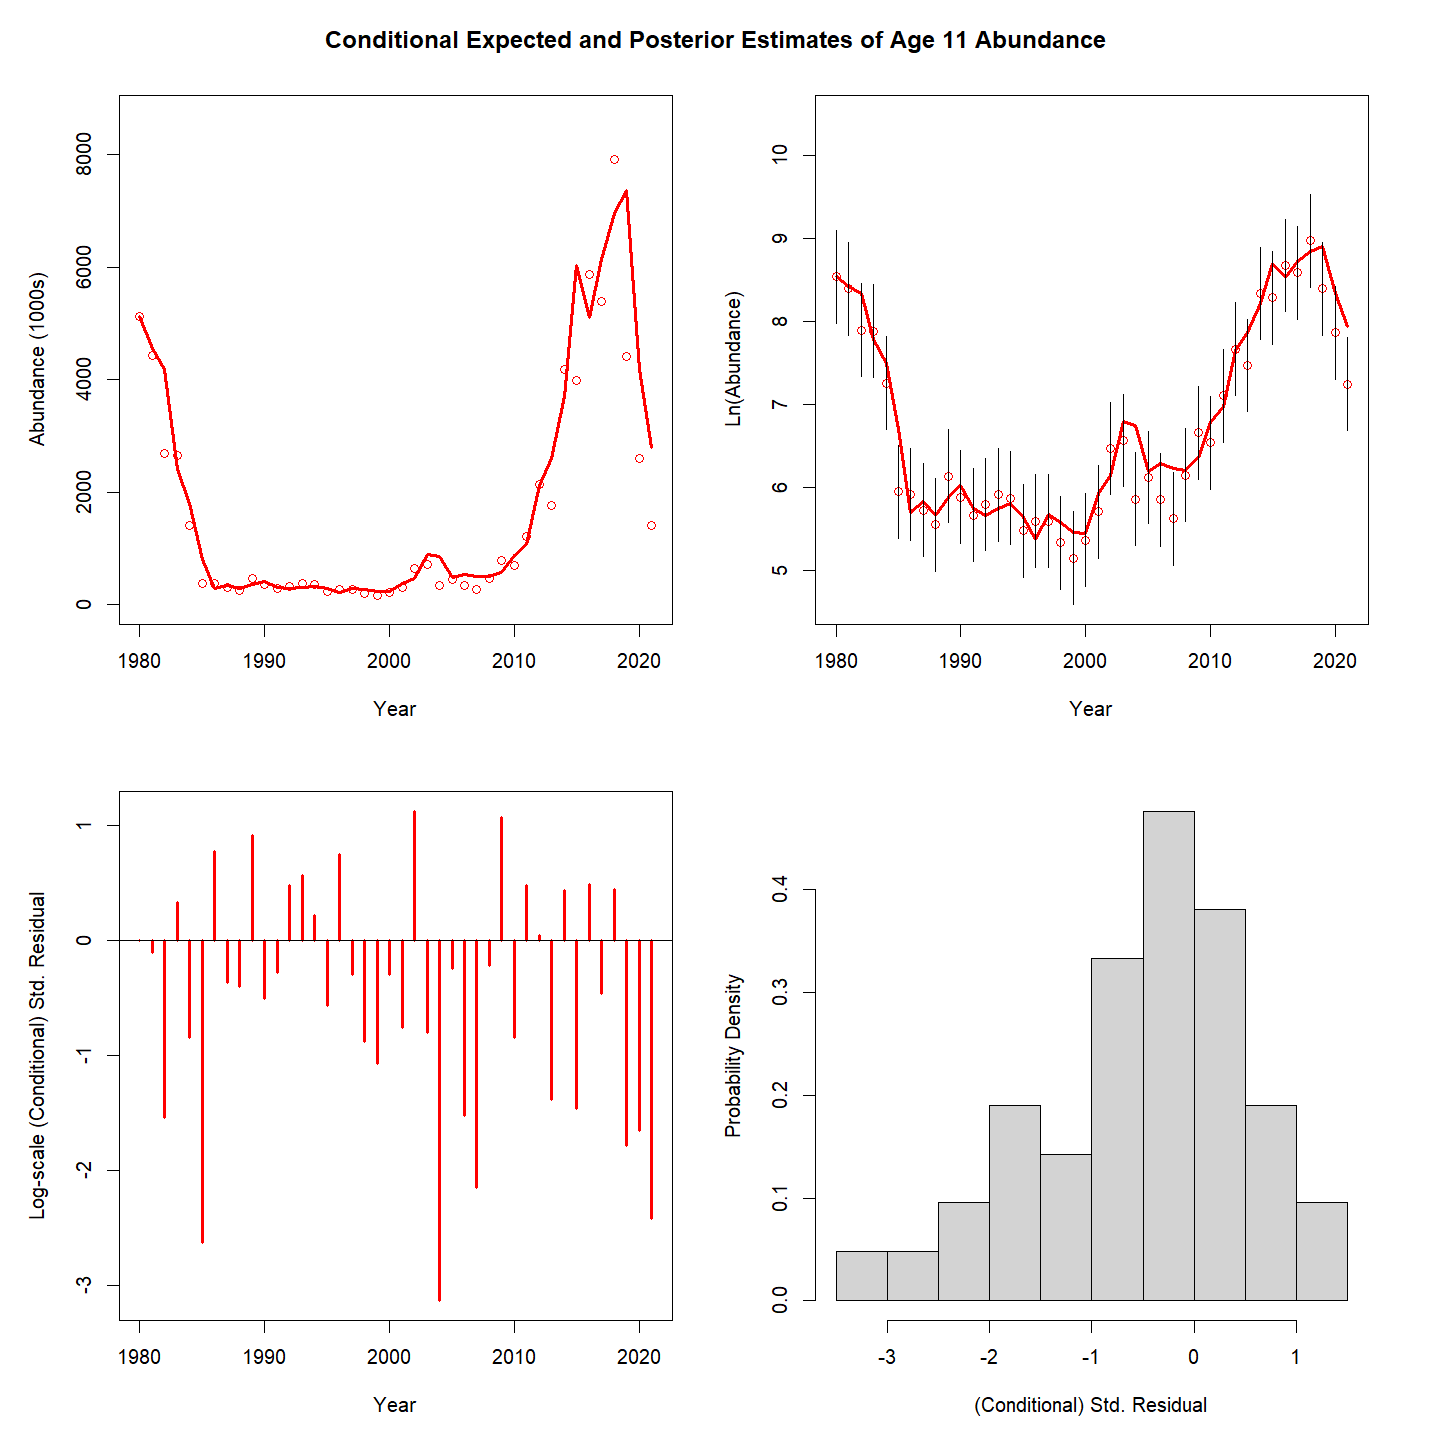 Conditional Expected and Posterior Estimates of Age 11 Abundance
Abundance (1000s)
8000
6000
4000
2000
0
1980 1990 2000 2010 2020
Year
Ln(Abundance)
10
9
8
7
6
5
1980 1990 2000 2010 2020
Year
Log-scale (Conditional) Std. Residual
1
0
-1
-2
-3
1980 1990 2000 2010 2020
Year
Probability Density
0.4
0.3
0.2
0.1
0.0
-3 -2 -1 0 1
(Conditional) Std. Residual